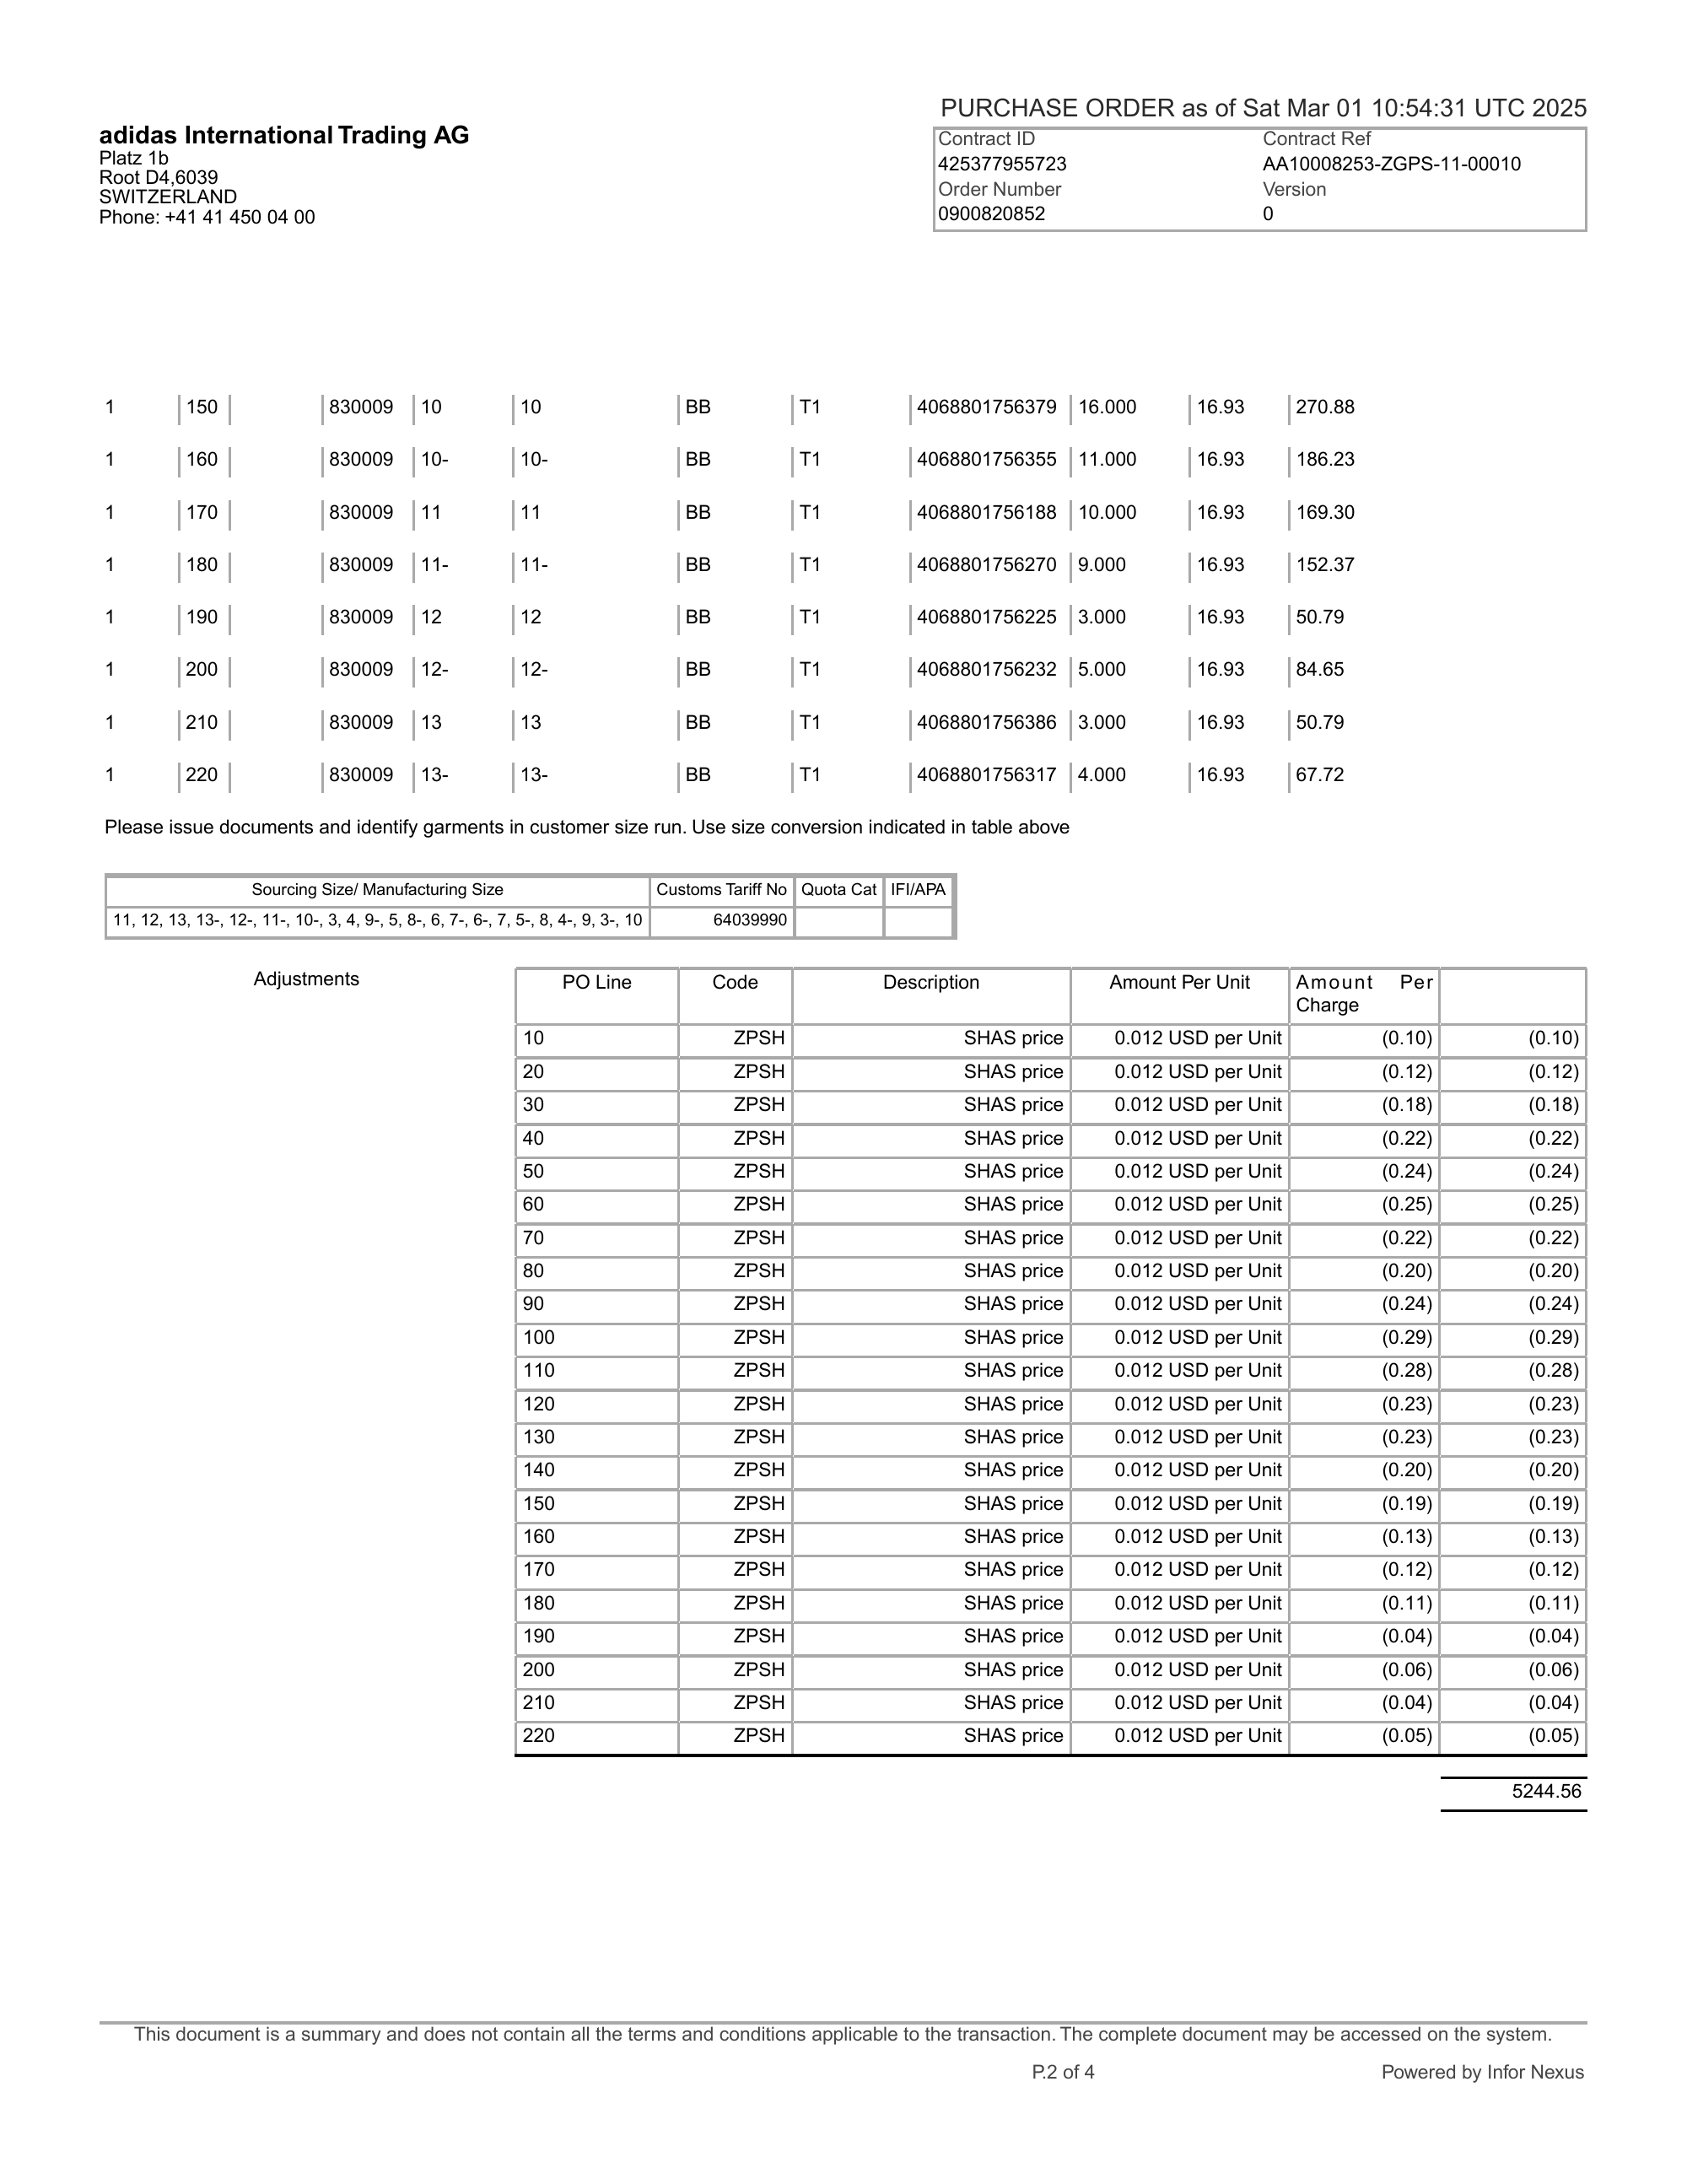 PURCHASE ORDER as of Sat Mar 01 10:54:31 UTC 2025
adidas International Trading AG
Platz 1b
Root D4,6039
SWITZERLAND
Phone: +41 41 450 04 00
Contract ID Contract Ref
425377955723 AA10008253-ZGPS-11-00010
Order Number Version
0900820852 0
1 150 830009 10 10 BB T1 4068801756379 16.000 16.93 270.88
1 160 830009 10- 10- BB T1 4068801756355 11.000 16.93 186.23
1 170 830009 11 11 BB T1 4068801756188 10.000 16.93 169.30
1 180 830009 11- 11- BB T1 4068801756270 9.000 16.93 152.37
1 190 830009 12 12 BB T1 4068801756225 3.000 16.93 50.79
1 200 830009 12- 12- BB T1 4068801756232 5.000 16.93 84.65
1 210 830009 13 13 BB T1 4068801756386 3.000 16.93 50.79
1 220 830009 13- 13- BB T1 4068801756317 4.000 16.93 67.72
Please issue documents and identify garments in customer size run. Use size conversion indicated in table above
Sourcing Size/ Manufacturing Size Customs Tariff No Quota Cat IFI/APA
11, 12, 13, 13-, 12-, 11-, 10-, 3, 4, 9-, 5, 8-, 6, 7-, 6-, 7, 5-, 8, 4-, 9, 3-, 10 64039990
Adjustments PO Line Code Description Amount Per Unit Amount Per
Charge
10 ZPSH SHAS price 0.012 USD per Unit (0.10) (0.10)
20 ZPSH SHAS price 0.012 USD per Unit (0.12) (0.12)
30 ZPSH SHAS price 0.012 USD per Unit (0.18) (0.18)
40 ZPSH SHAS price 0.012 USD per Unit (0.22) (0.22)
50 ZPSH SHAS price 0.012 USD per Unit (0.24) (0.24)
60 ZPSH SHAS price 0.012 USD per Unit (0.25) (0.25)
70 ZPSH SHAS price 0.012 USD per Unit (0.22) (0.22)
80 ZPSH SHAS price 0.012 USD per Unit (0.20) (0.20)
90 ZPSH SHAS price 0.012 USD per Unit (0.24) (0.24)
100 ZPSH SHAS price 0.012 USD per Unit (0.29) (0.29)
110 ZPSH SHAS price 0.012 USD per Unit (0.28) (0.28)
120 ZPSH SHAS price 0.012 USD per Unit (0.23) (0.23)
130 ZPSH SHAS price 0.012 USD per Unit (0.23) (0.23)
140 ZPSH SHAS price 0.012 USD per Unit (0.20) (0.20)
150 ZPSH SHAS price 0.012 USD per Unit (0.19) (0.19)
160 ZPSH SHAS price 0.012 USD per Unit (0.13) (0.13)
170 ZPSH SHAS price 0.012 USD per Unit (0.12) (0.12)
180 ZPSH SHAS price 0.012 USD per Unit (0.11) (0.11)
190 ZPSH SHAS price 0.012 USD per Unit (0.04) (0.04)
200 ZPSH SHAS price 0.012 USD per Unit (0.06) (0.06)
210 ZPSH SHAS price 0.012 USD per Unit (0.04) (0.04)
220 ZPSH SHAS price 0.012 USD per Unit (0.05) (0.05)
5244.56
This document is a summary and does not contain all the terms and conditions applicable to the transaction. The complete document may be accessed on the system.
P.2 of 4 Powered by Infor Nexus